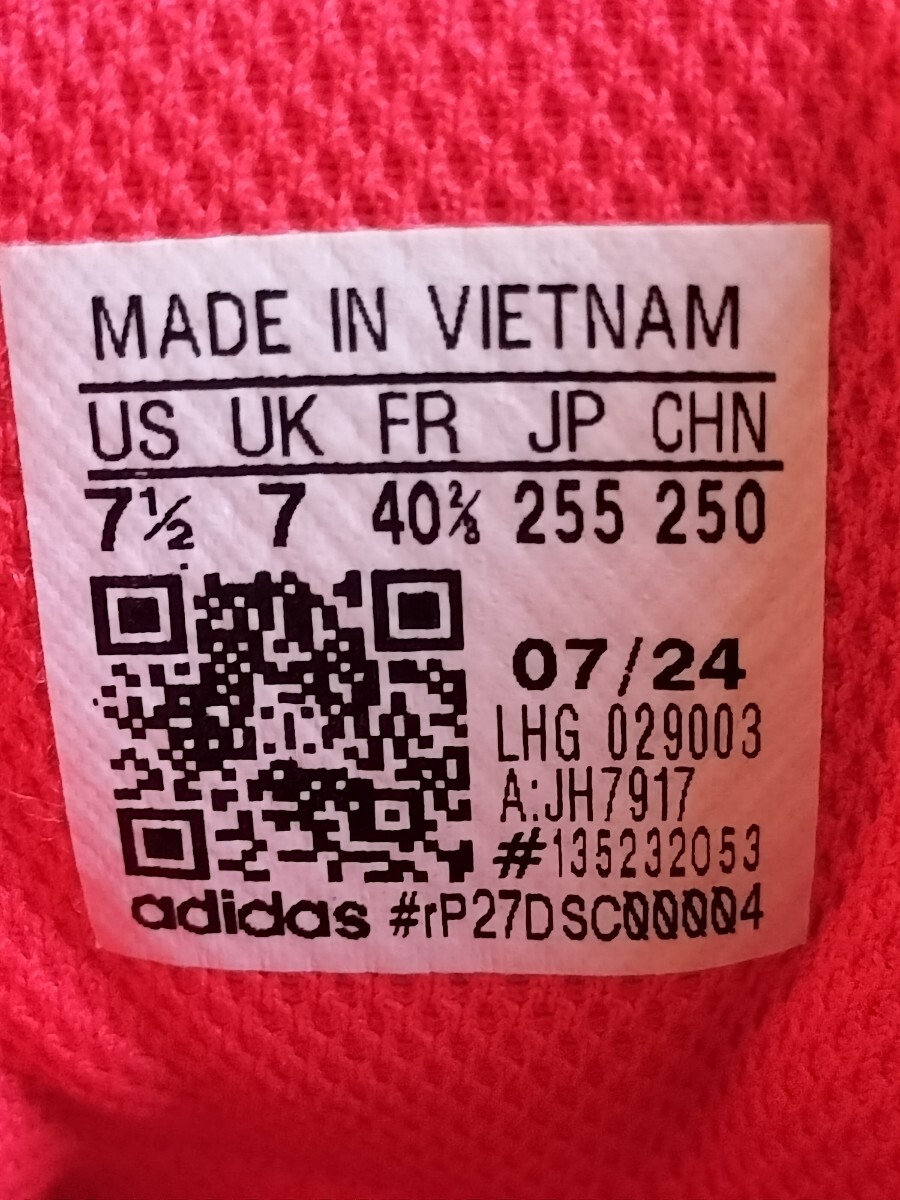 MADE IN VIETNAM
US UK FR JP CHN
7½ 7 40⅔ 255 250
07/24
LHG 029003
A:JH7917
#135232053
adidas #rP27DSC00004